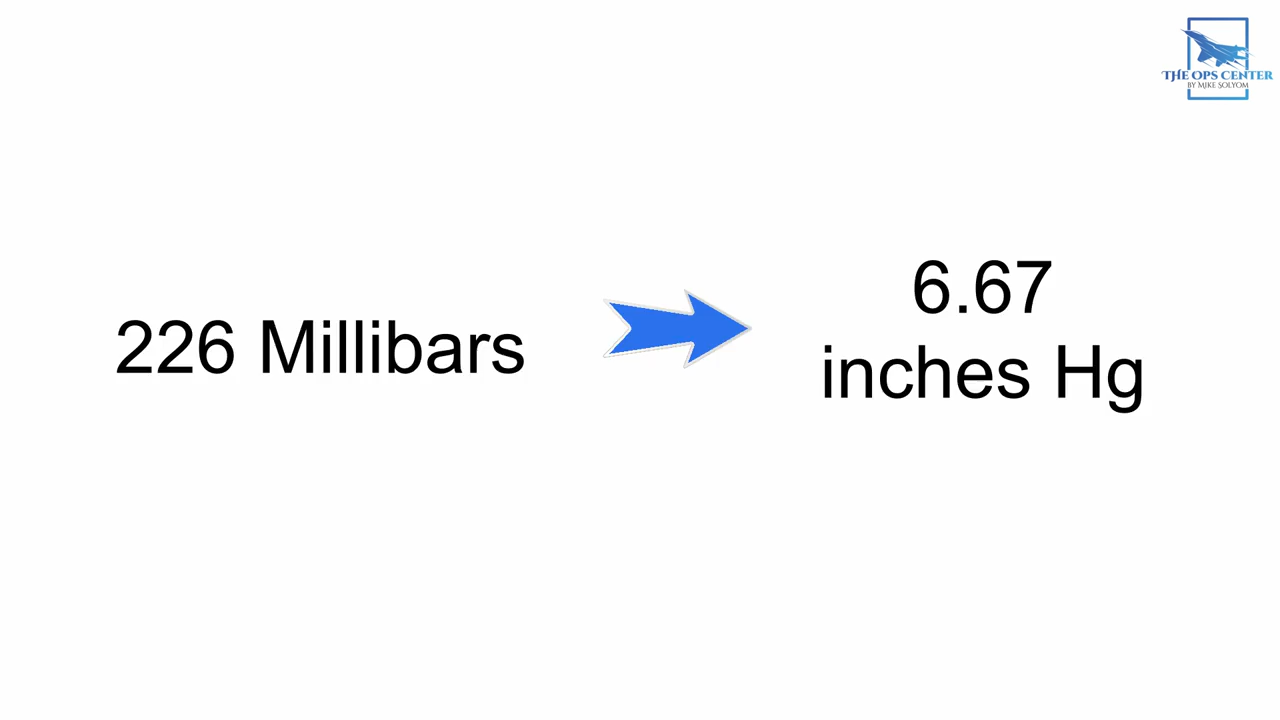 THE OPS CENTER
BY MIKE SOLYOM
226 Millibars
6.67
inches Hg